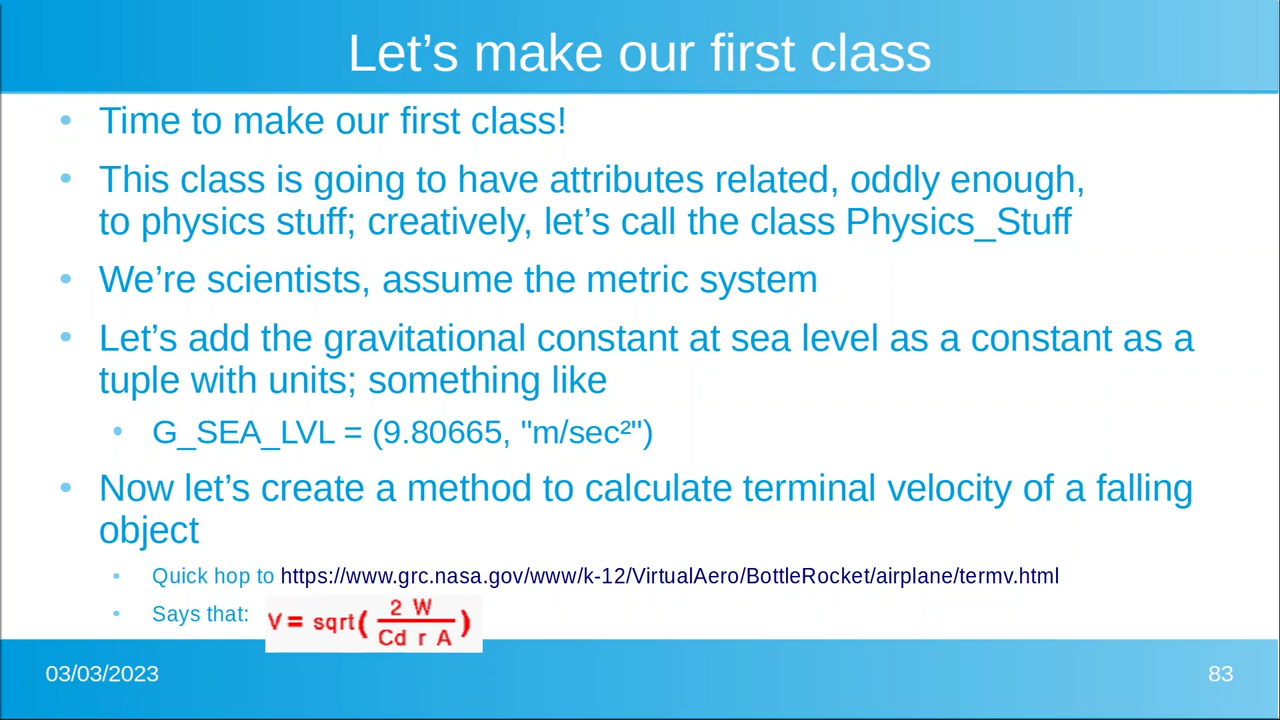 Let’s make our first class
• Time to make our first class!
• This class is going to have attributes related, oddly enough,
to physics stuff; creatively, let’s call the class Physics_Stuff
• We’re scientists, assume the metric system
• Let’s add the gravitational constant at sea level as a constant as a
tuple with units; something like
• G_SEA_LVL = (9.80665, "m/sec²")
• Now let’s create a method to calculate terminal velocity of a falling
object
• Quick hop to https://www.grc.nasa.gov/www/k-12/VirtualAero/BottleRocket/airplane/termv.html
• Says that:
V = sqrt( 2 W
Cd r A )
03/03/2023
83